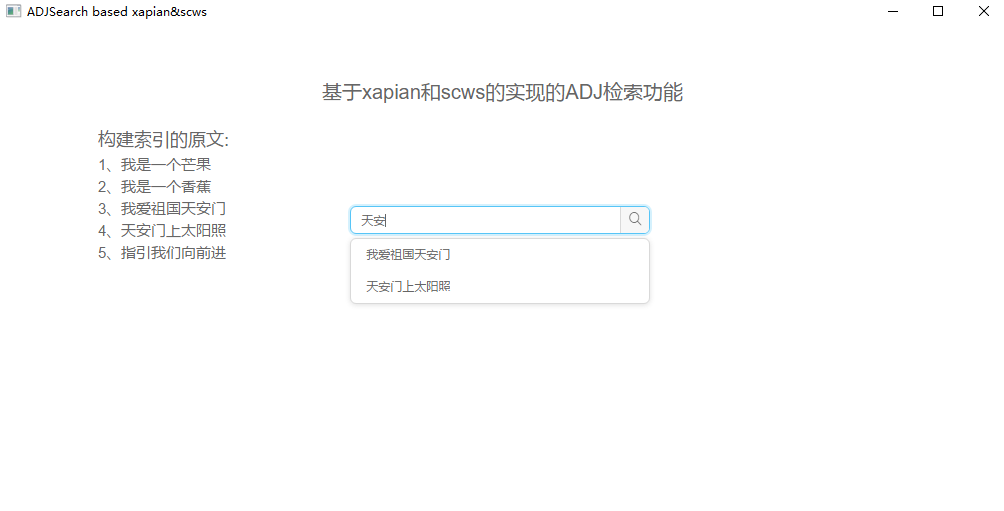 ADJSearch based xapian&scws
基于xapian和scws的实现的ADJ检索功能
构建索引的原文:
1、我是一个芒果
2、我是一个香蕉
3、我爱祖国天安门
4、天安门上太阳照
5、指引我们向前进
天安
我爱祖国天安门
天安门上太阳照